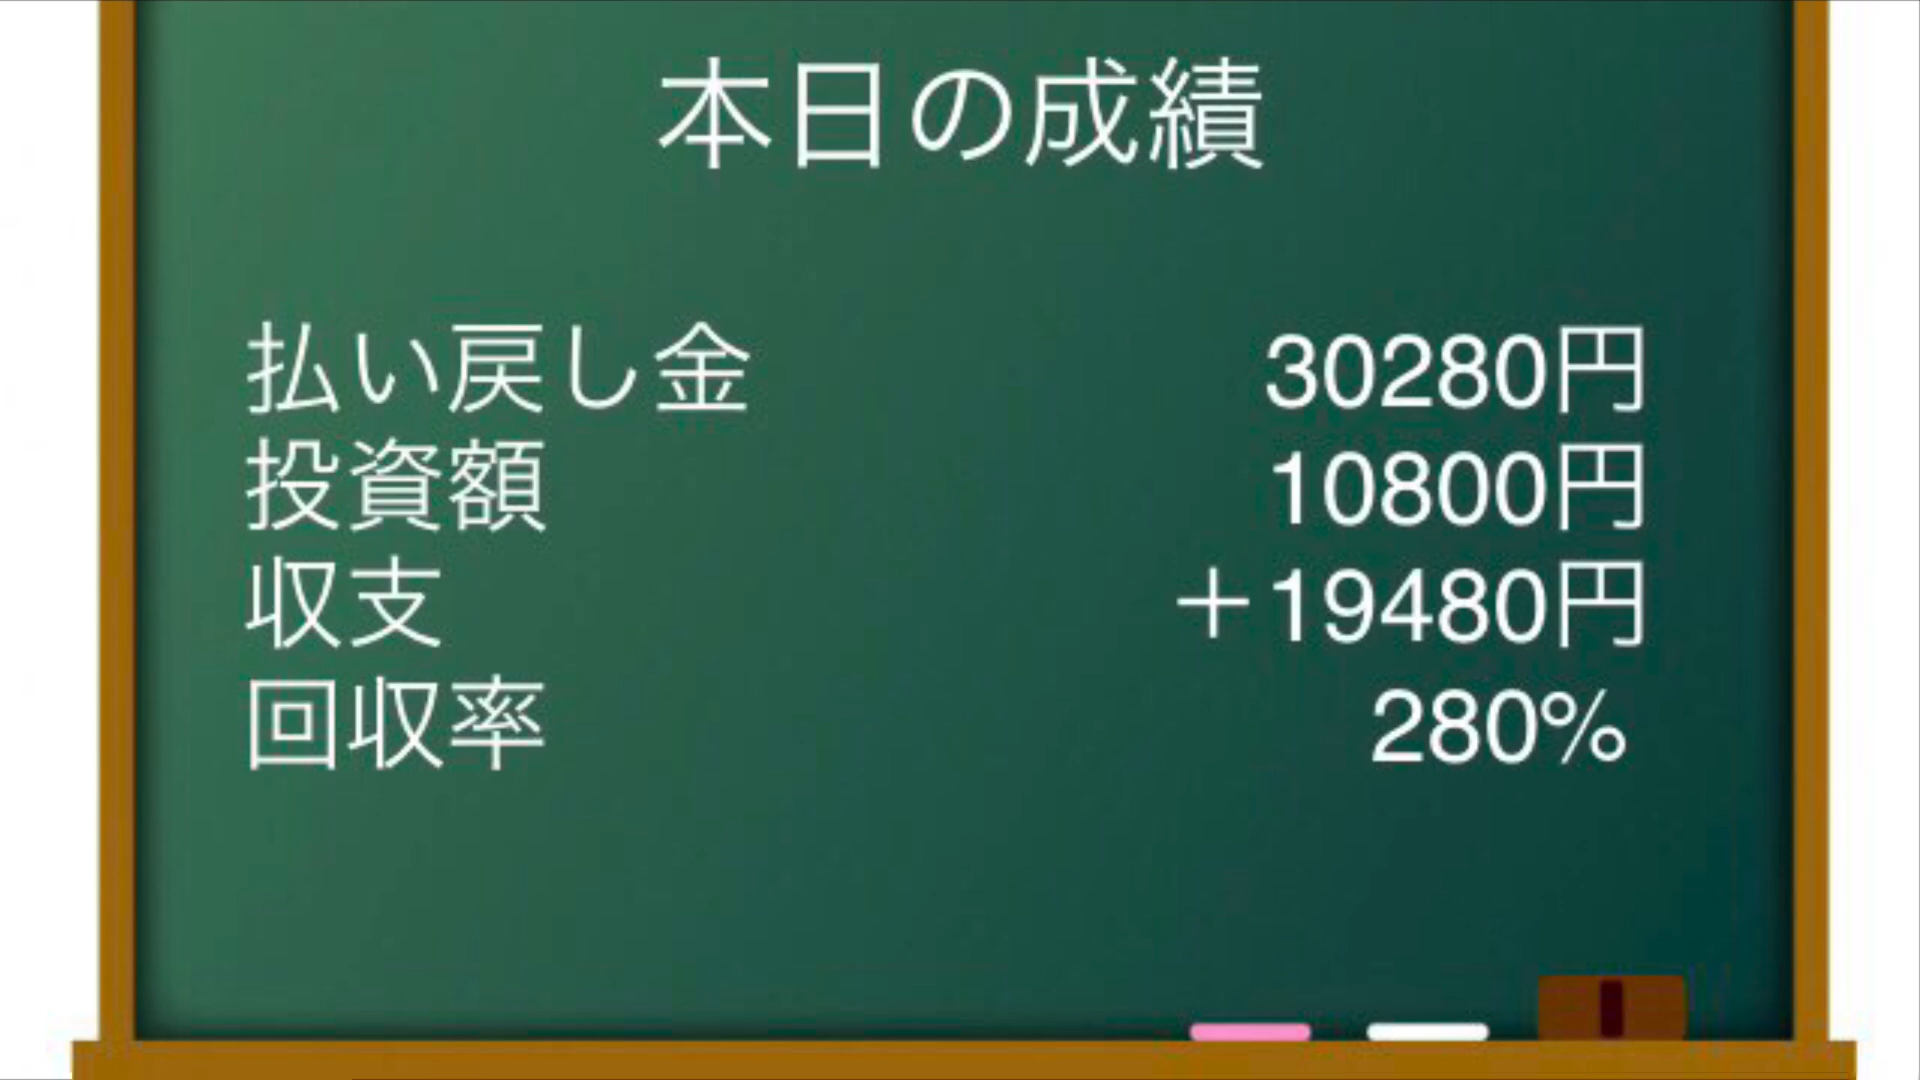 本日の成績
払い戻し金 30280円
投資額 10800円
収支 +19480円
回収率 280%